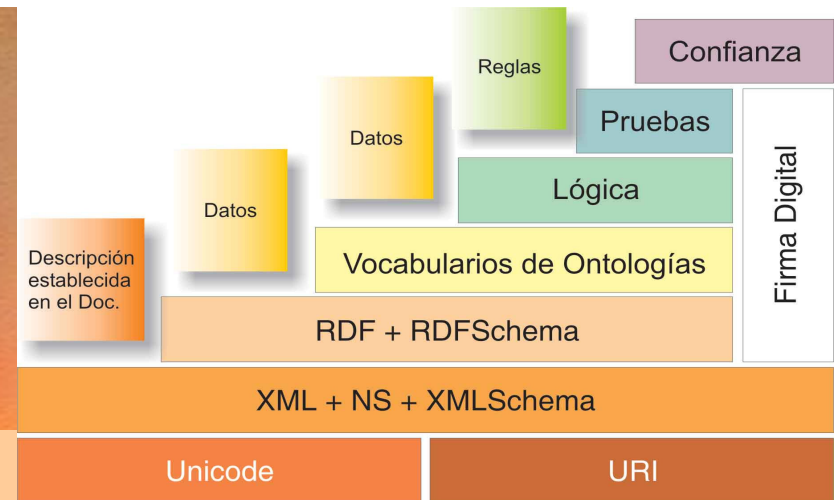 Reglas
Confianza
Datos
Pruebas
Datos
Lógica
Firma Digital
Descripción
establecida
en el Doc.
Vocabularios de Ontologías
RDF + RDFSchema
XML + NS + XMLSchema
Unicode
URI